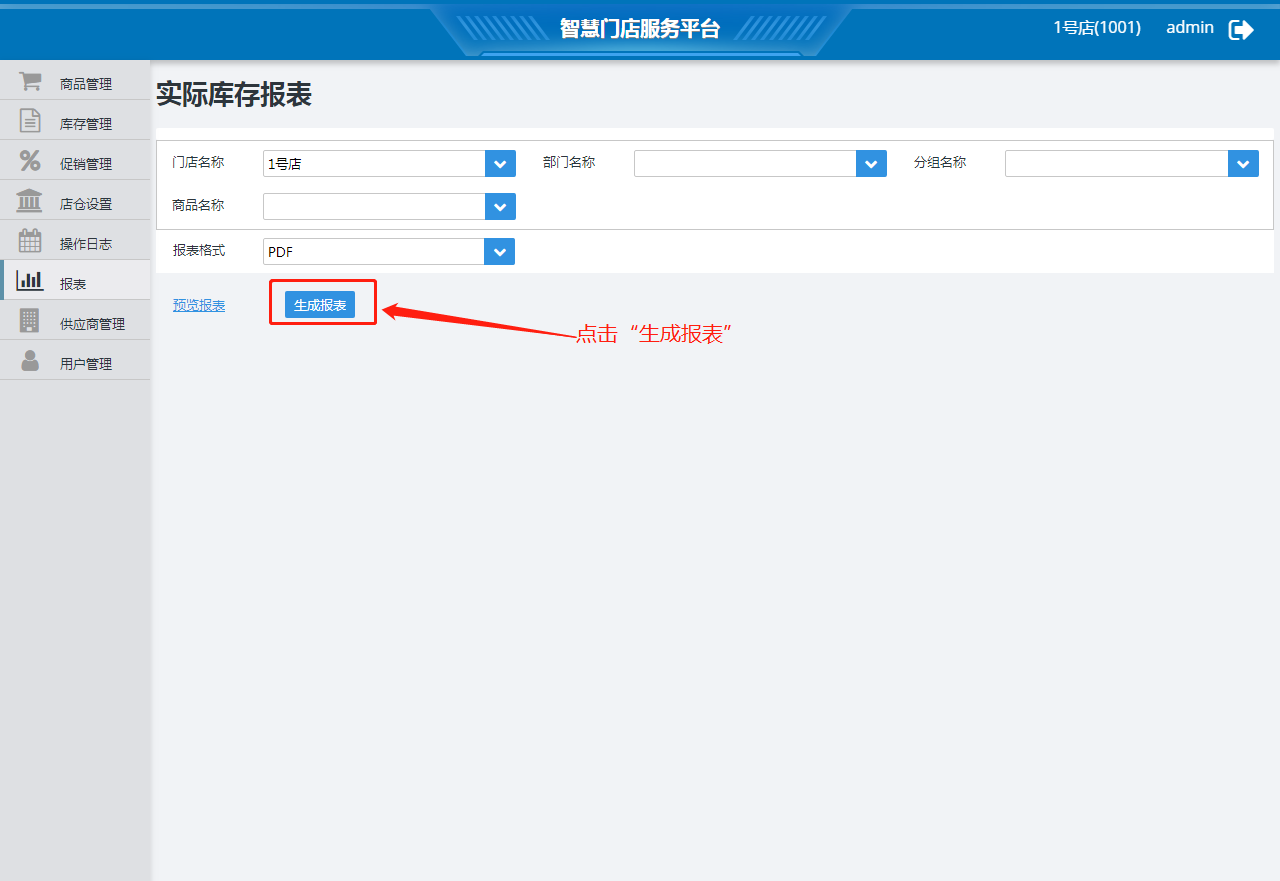 智慧门店服务平台
1号店(1001) admin
商品管理
库存管理
促销管理
店仓设置
操作日志
报表
供应商管理
用户管理
实际库存报表
门店名称 1号店 部门名称 分组名称
商品名称
报表格式 PDF
预览报表 生成报表
点击“生成报表”